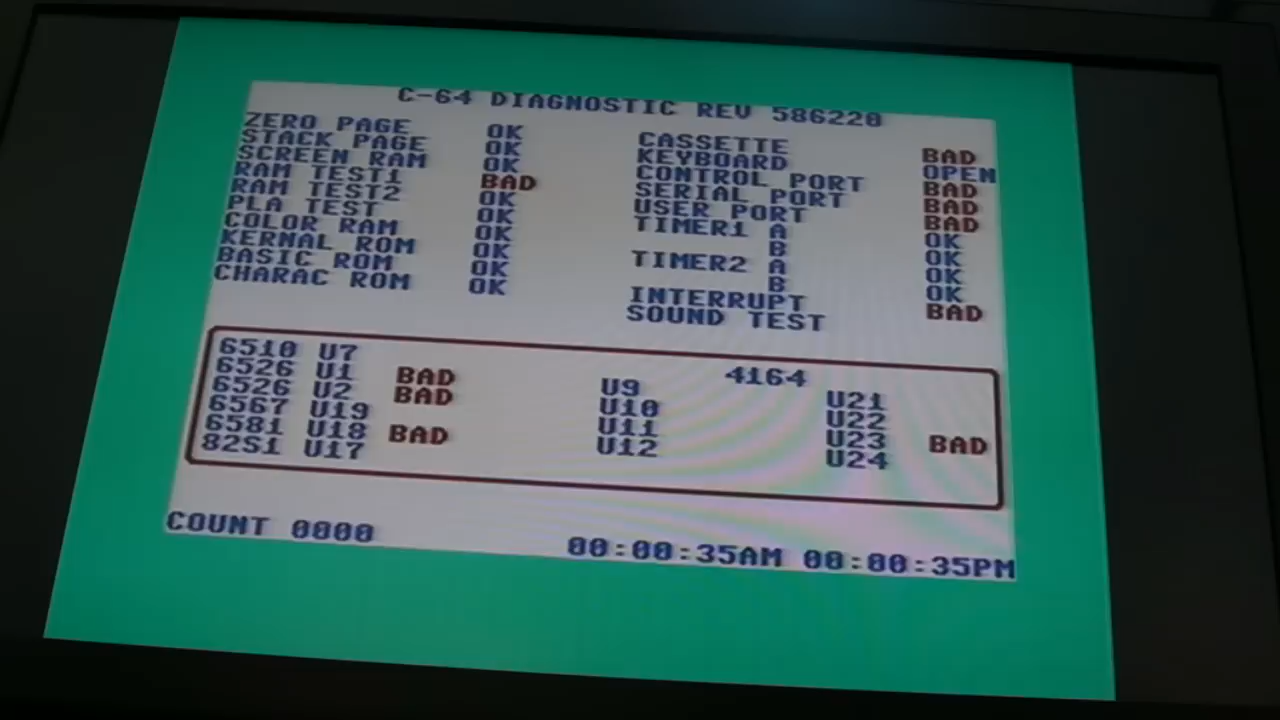 C-64 DIAGNOSTIC REV 586220
ZERO PAGE OK CASSETTE BAD
STACK PAGE OK KEYBOARD OPEN
SCREEN RAM OK CONTROL PORT BAD
RAM TEST1 BAD SERIAL PORT BAD
RAM TEST2 OK USER PORT BAD
PLA TEST OK TIMER1 A OK
COLOR RAM OK B OK
KERNAL ROM OK TIMER2 A OK
BASIC ROM OK B OK
CHARAC ROM OK INTERRUPT BAD
SOUND TEST
6510 U7 4164
6526 U1 BAD U9 U21
6526 U2 BAD U10 U22
6567 U19 U11 U23 BAD
6581 U18 BAD U12 U24
82S1 U17
COUNT 0000 00:00:35AM 00:00:35PM